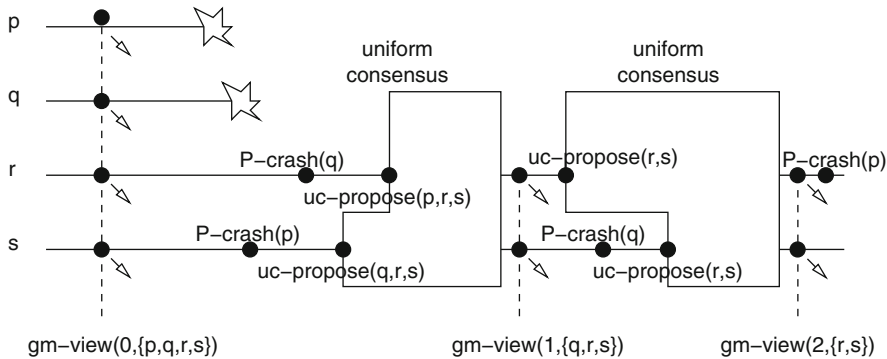 p
uniform
consensus
uniform
consensus
q
P-crash(q)
uc-propose(r,s)
P-crash(p)
r
uc-propose(p,r,s)
P-crash(p)
P-crash(q)
s
uc-propose(q,r,s)
uc-propose(r,s)
gm-view(0,{p,q,r,s})
gm-view(1,{q,r,s})
gm-view(2,{r,s})